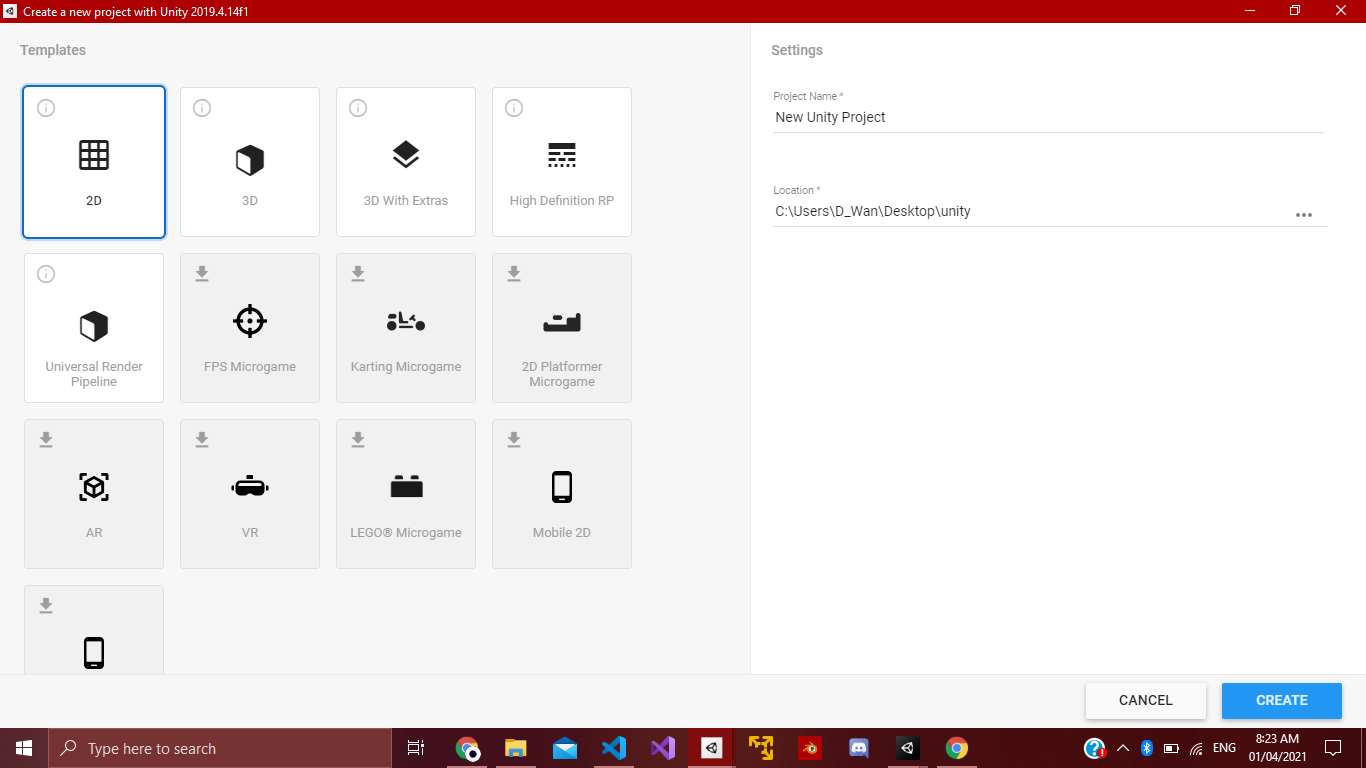 Create a new project with Unity 2019.4.14f1
Templates
2D
3D
3D With Extras
High Definition RP
Universal Render
Pipeline
FPS Microgame
Karting Microgame
2D Platformer
Microgame
AR
VR
LEGO® Microgame
Mobile 2D
Settings
Project Name *
New Unity Project
Location *
C:\Users\D_Wan\Desktop\unity
CANCEL
CREATE
Type here to search
ENG
8:23 AM
01/04/2021